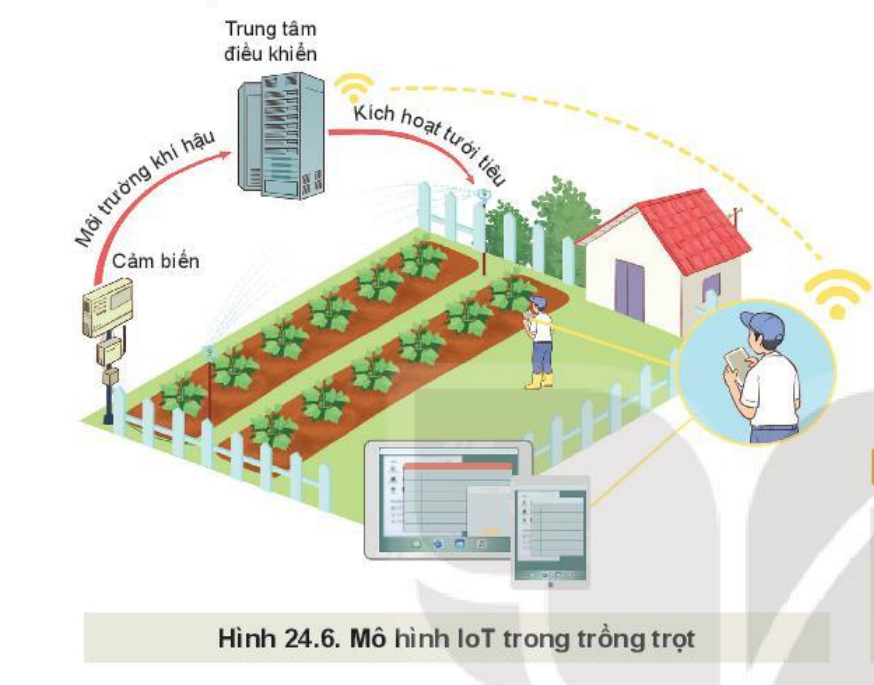 Trung tâm
điều khiển
Môi trường khí hậu
Kích hoạt tưới tiêu
Cảm biến
Hình 24.6. Mô hình IoT trong trồng trọt